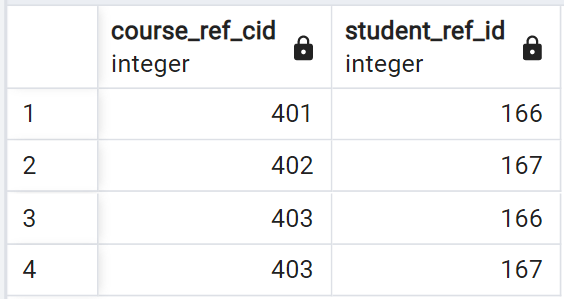 course_ref_cid student_ref_id
integer integer
1 401 166
2 402 167
3 403 166
4 403 167